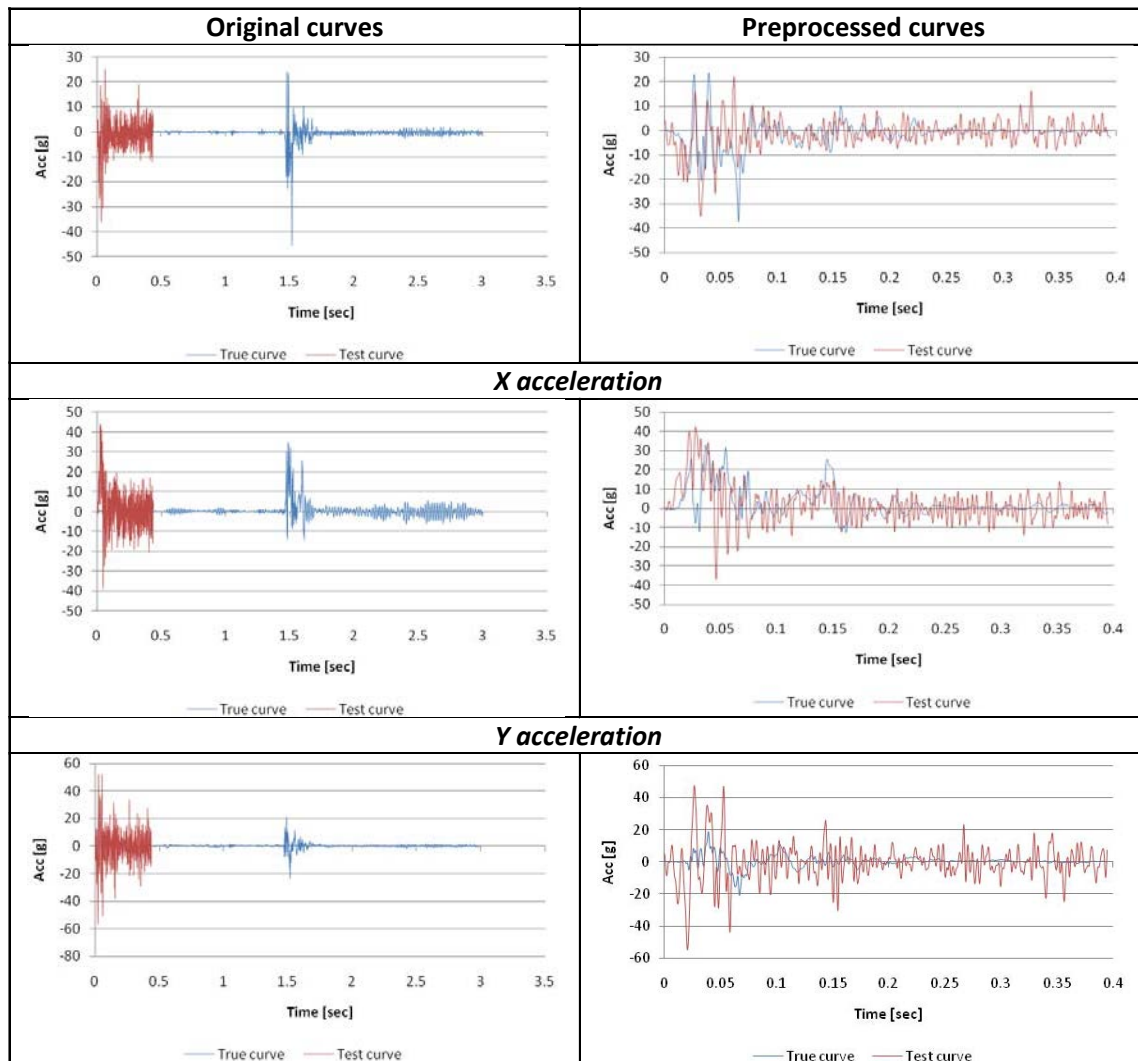 Original curves
Preprocessed curves
30
20
10
0
-10
-20
-30
-40
-50
Acc [g]
0 0.5 1 1.5 2 2.5 3 3.5
Time [sec]
True curve Test curve
30
20
10
0
-10
-20
-30
-40
-50
Acc [g]
0 0.05 0.1 0.15 0.2 0.25 0.3 0.35 0.4
Time [sec]
True curve Test curve
X acceleration
50
40
30
20
10
0
-10
-20
-30
-40
-50
Acc [g]
0 0.5 1 1.5 2 2.5 3 3.5
Time [sec]
True curve Test curve
50
40
30
20
10
0
-10
-20
-30
-40
-50
Acc [g]
0 0.05 0.1 0.15 0.2 0.25 0.3 0.35 0.4
Time [sec]
True curve Test curve
Y acceleration
60
40
20
0
-20
-40
-60
-80
Acc [g]
0 0.5 1 1.5 2 2.5 3 3.5
Time [sec]
True curve Test curve
60
40
20
0
-20
-40
-60
Acc [g]
0 0.05 0.1 0.15 0.2 0.25 0.3 0.35 0.4
Time [sec]
True curve Test curve